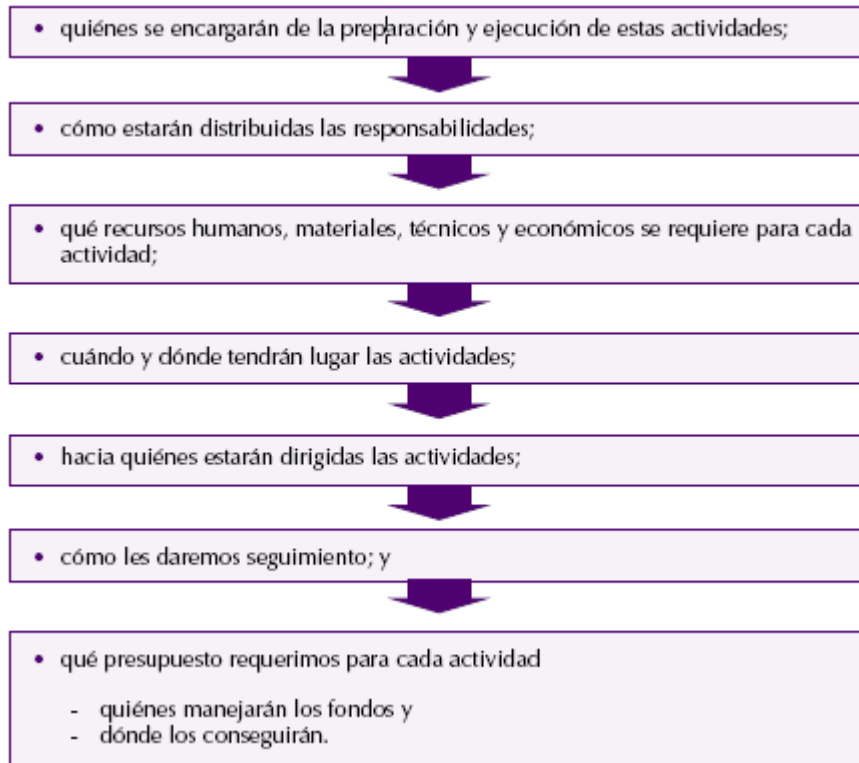 • quiénes se encargarán de la preparación y ejecución de estas actividades;
• cómo estarán distribuidas las responsabilidades;
• qué recursos humanos, materiales, técnicos y económicos se requiere para cada
actividad;
• cuándo y dónde tendrán lugar las actividades;
• hacia quiénes estarán dirigidas las actividades;
• cómo les daremos seguimiento; y
• qué presupuesto requerimos para cada actividad
- quiénes manejarán los fondos y
- dónde los conseguirán.